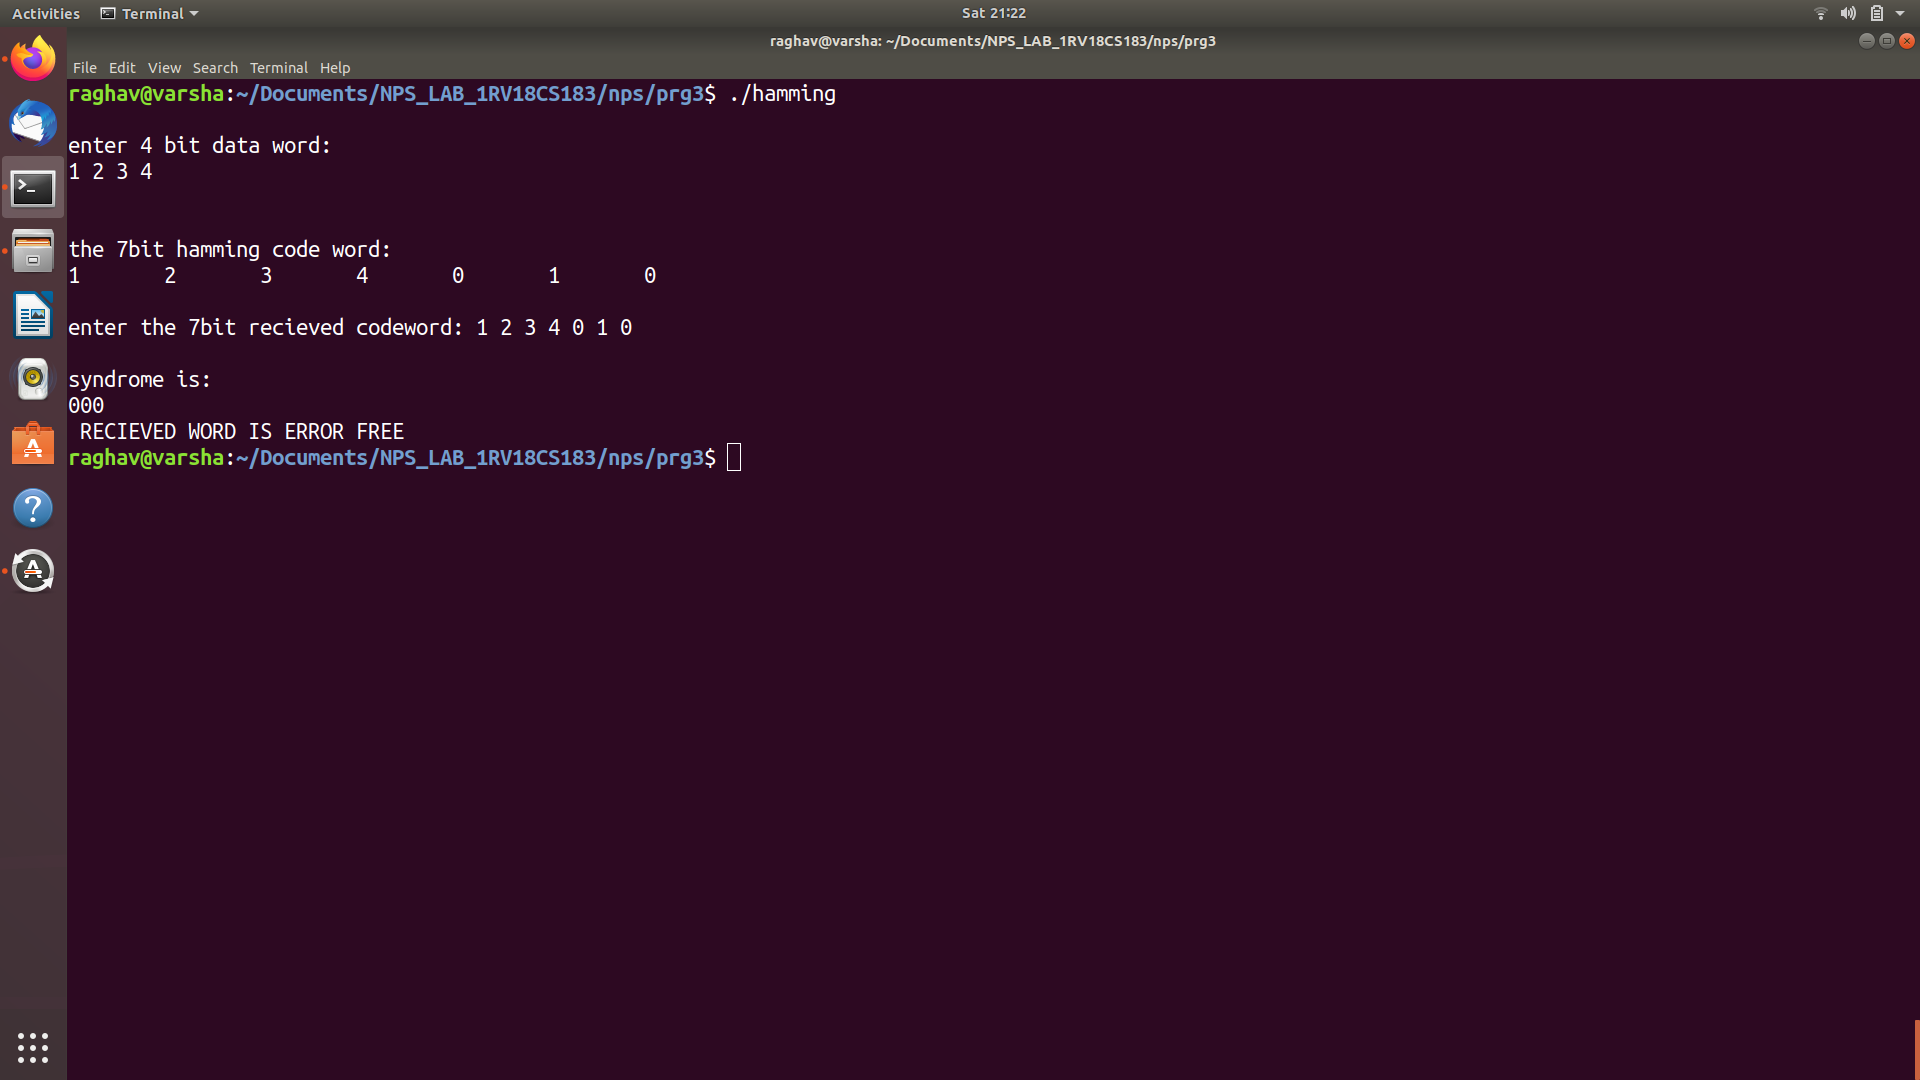 Activities Terminal Sat 21:22
raghav@varsha: ~/Documents/NPS_LAB_1RV18CS183/nps/prg3
File Edit View Search Terminal Help
raghav@varsha:~/Documents/NPS_LAB_1RV18CS183/nps/prg3$ ./hamming
enter 4 bit data word:
1 2 3 4
the 7bit hamming code word:
1 2 3 4 0 1 0
enter the 7bit recieved codeword: 1 2 3 4 0 1 0
syndrome is:
000
RECIEVED WORD IS ERROR FREE
raghav@varsha:~/Documents/NPS_LAB_1RV18CS183/nps/prg3$